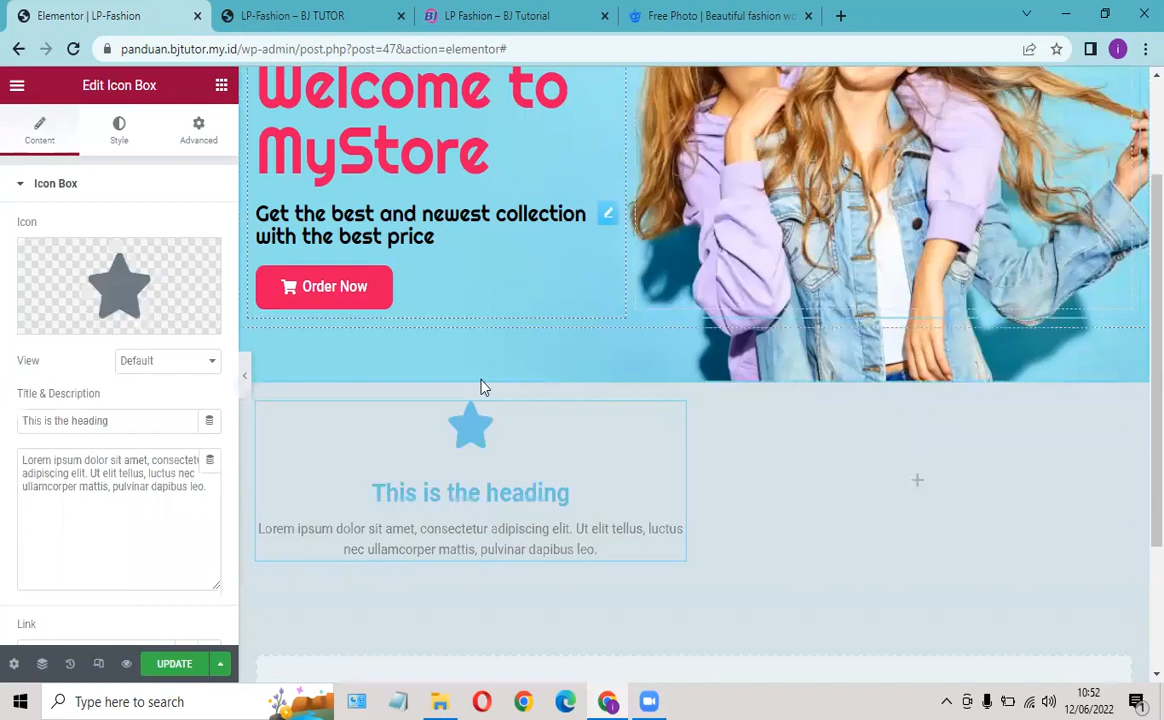 Elementor | LP-Fashion
LP-Fashion – BJ TUTOR
LP Fashion – BJ Tutorial
Free Photo | Beautiful fashion wo
panduan.bjtutor.my.id/wp-admin/post.php?post=47&action=elementor#
i
Edit Icon Box
Content
Style
Advanced
Icon Box
Icon
View
Default
Title & Description
This is the heading
Lorem ipsum dolor sit amet, consectetu
adipiscing elit. Ut elit tellus, luctus nec
ullamcorper mattis, pulvinar dapibus leo.
Link
UPDATE
Welcome to
MyStore
Get the best and newest collection
with the best price
Order Now
This is the heading
Lorem ipsum dolor sit amet, consectetur adipiscing elit. Ut elit tellus, luctus
nec ullamcorper mattis, pulvinar dapibus leo.
Type here to search
10:52
12/06/2022
1